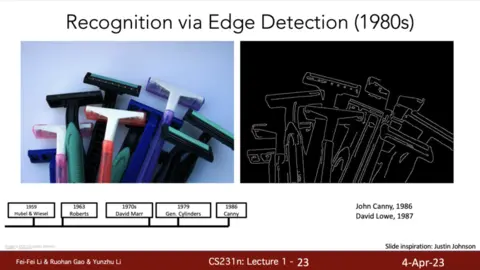 Recognition via Edge Detection (1980s)
1959
Hubel & Wiesel
1963
Roberts
1970s
David Marr
1979
Gen. Cylinders
1986
Canny
John Canny, 1986
David Lowe, 1987
Slide inspiration: Justin Johnson
Fei-Fei Li & Ruohan Gao & Yunzhu Li
CS231n: Lecture 1 - 23
4-Apr-23